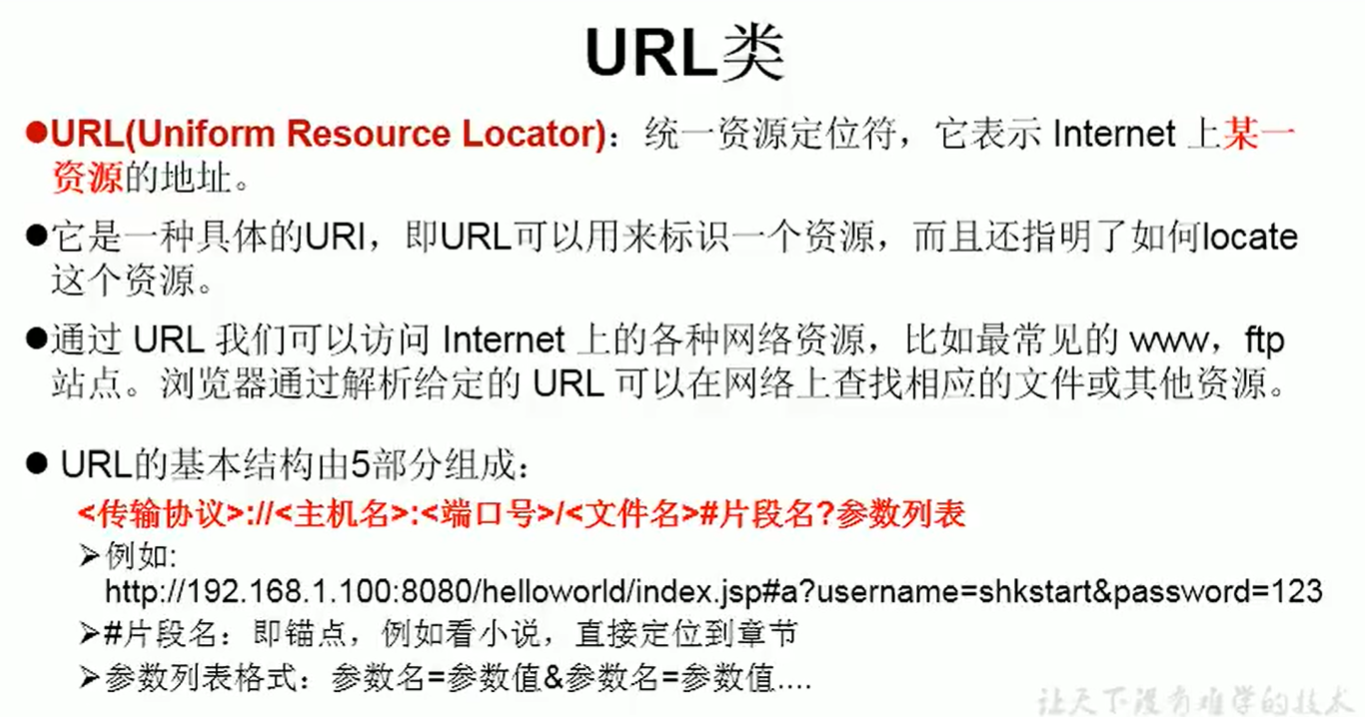 URL类
●URL(Uniform Resource Locator)：统一资源定位符，它表示 Internet 上某一
资源的地址。
●它是一种具体的URI，即URL可以用来标识一个资源，而且还指明了如何locate
这个资源。
●通过 URL 我们可以访问 Internet 上的各种网络资源，比如最常见的 www，ftp
站点。浏览器通过解析给定的 URL 可以在网络上查找相应的文件或其他资源。
● URL的基本结构由5部分组成：
<传输协议>://<主机名>:<端口号>/<文件名>#片段名?参数列表
➢例如:
http://192.168.1.100:8080/helloworld/index.jsp#a?username=shkstart&password=123
➢#片段名：即锚点，例如看小说，直接定位到章节
➢参数列表格式：参数名=参数值&参数名=参数值....
让天下没有难学的技术